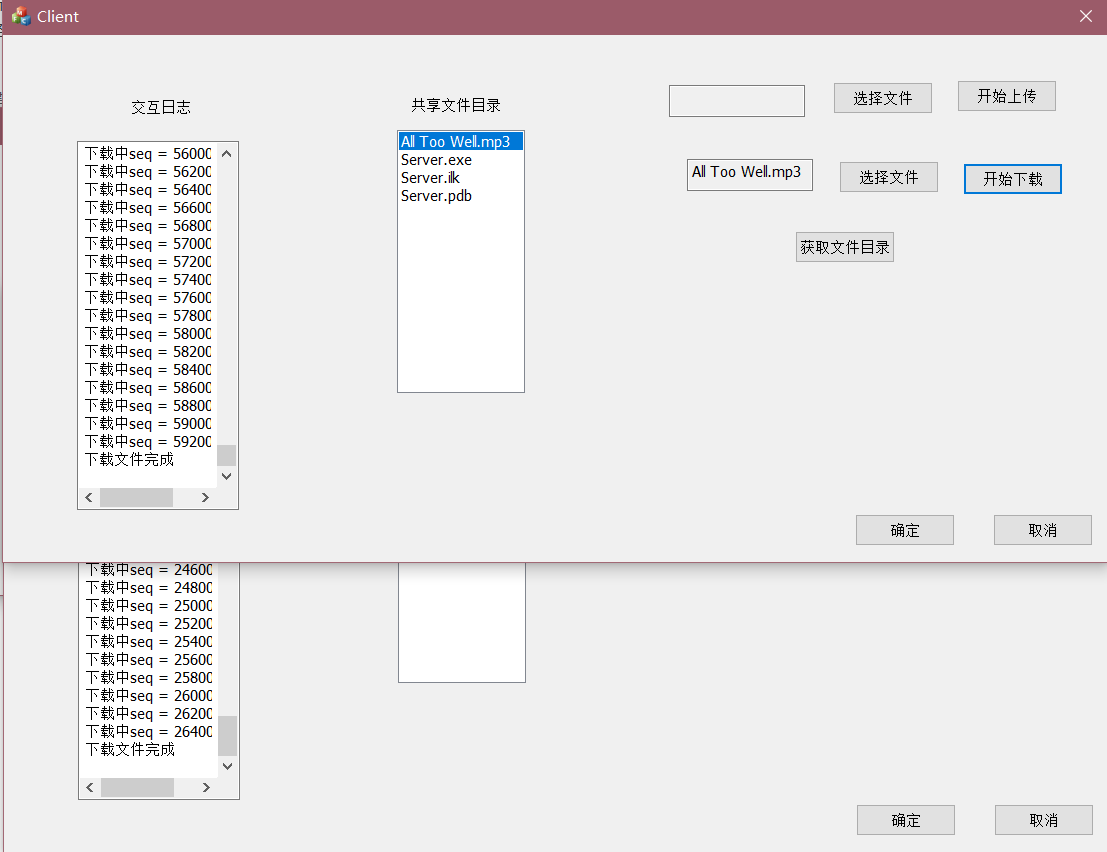 Client
交互日志
共享文件目录
选择文件
开始上传
下载中seq = 56000
下载中seq = 56200
下载中seq = 56400
下载中seq = 56600
下载中seq = 56800
下载中seq = 57000
下载中seq = 57200
下载中seq = 57400
下载中seq = 57600
下载中seq = 57800
下载中seq = 58000
下载中seq = 58200
下载中seq = 58400
下载中seq = 58600
下载中seq = 58800
下载中seq = 59000
下载中seq = 59200
下载文件完成
All Too Well.mp3
Server.exe
Server.ilk
Server.pdb
All Too Well.mp3
选择文件
开始下载
获取文件目录
确定
取消
下载中seq = 24600
下载中seq = 24800
下载中seq = 25000
下载中seq = 25200
下载中seq = 25400
下载中seq = 25600
下载中seq = 25800
下载中seq = 26000
下载中seq = 26200
下载中seq = 26400
下载文件完成
确定
取消